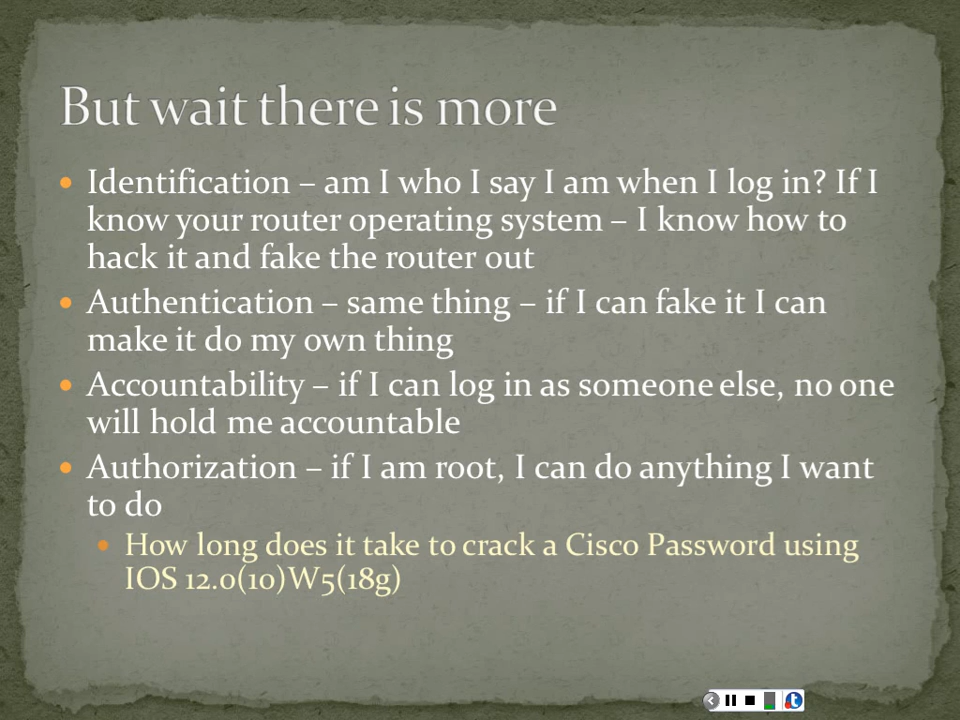 But wait there is more
Identification – am I who I say I am when I log in? If I
know your router operating system – I know how to
hack it and fake the router out
Authentication – same thing – if I can fake it I can
make it do my own thing
Accountability – if I can log in as someone else, no one
will hold me accountable
Authorization – if I am root, I can do anything I want
to do
How long does it take to crack a Cisco Password using
IOS 12.0(10)W5(18g)
t